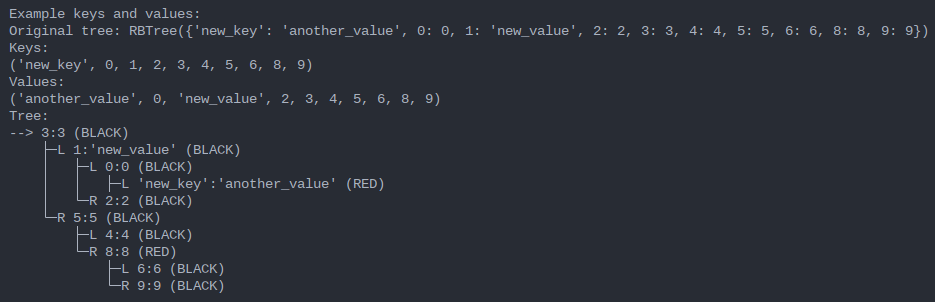 Example keys and values:
Original tree: RBTree({'new_key': 'another_value', 0: 0, 1: 'new_value', 2: 2, 3: 3, 4: 4, 5: 5, 6: 6, 8: 8, 9: 9})
Keys:
('new_key', 0, 1, 2, 3, 4, 5, 6, 8, 9)
Values:
('another_value', 0, 'new_value', 2, 3, 4, 5, 6, 8, 9)
Tree:
--> 3:3 (BLACK)
L 1:'new_value' (BLACK)
L 0:0 (BLACK)
L 'new_key':'another_value' (RED)
R 2:2 (BLACK)
R 5:5 (BLACK)
L 4:4 (BLACK)
R 8:8 (RED)
L 6:6 (BLACK)
R 9:9 (BLACK)